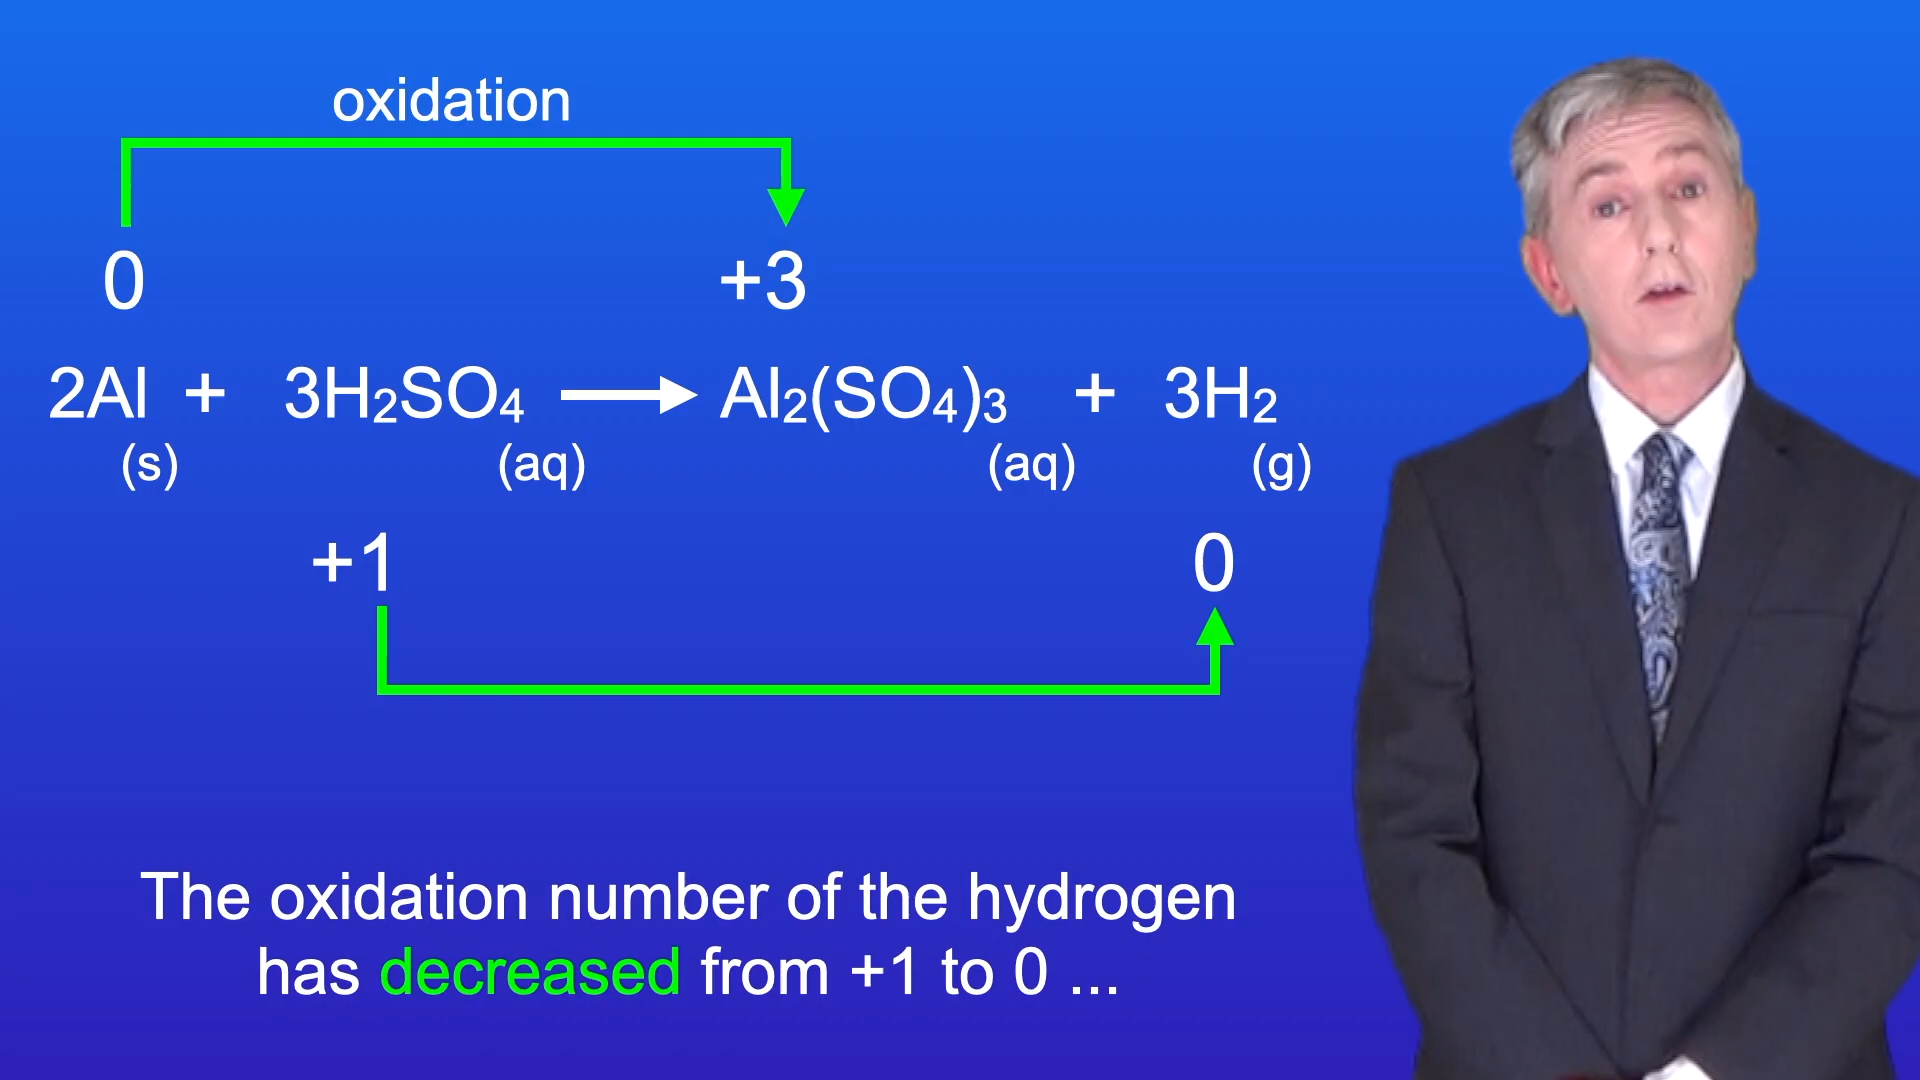 oxidation
0 +3
2Al + 3H₂SO₄ → Al₂(SO₄)₃ + 3H₂
(s) (aq) (aq) (g)
+1 0
The oxidation number of the hydrogen
has decreased from +1 to 0 ...